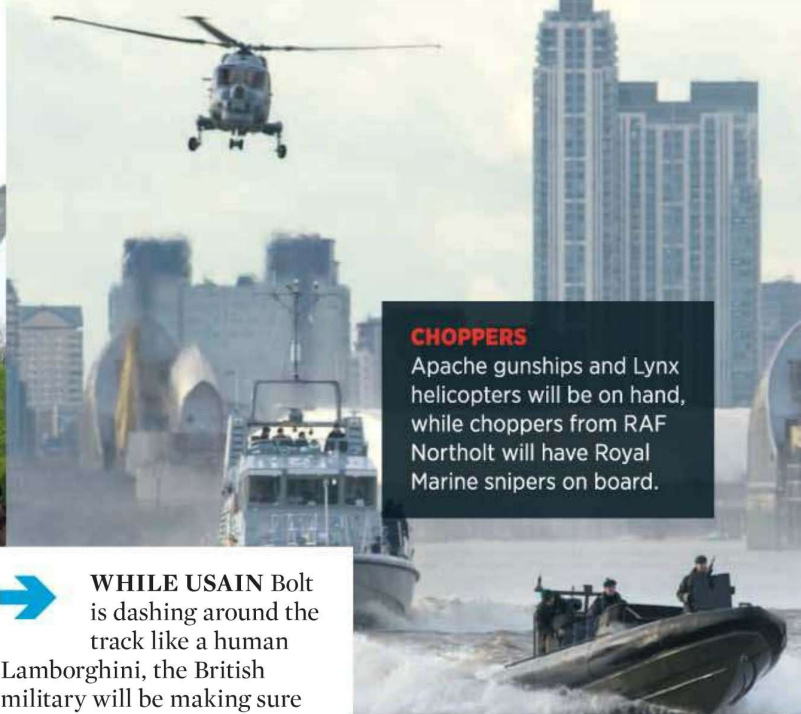 CHOPPERS
Apache gunships and Lynx
helicopters will be on hand,
while choppers from RAF
Northolt will have Royal
Marine snipers on board.
WHILE USAIN Bolt
is dashing around the
track like a human
Lamborghini, the British
military will be making sure